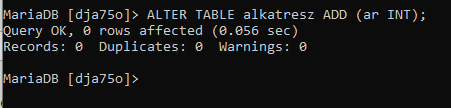 MariaDB [dja75o]> ALTER TABLE alkatresz ADD (ar INT);
Query OK, 0 rows affected (0.056 sec)
Records: 0  Duplicates: 0  Warnings: 0
MariaDB [dja75o]>